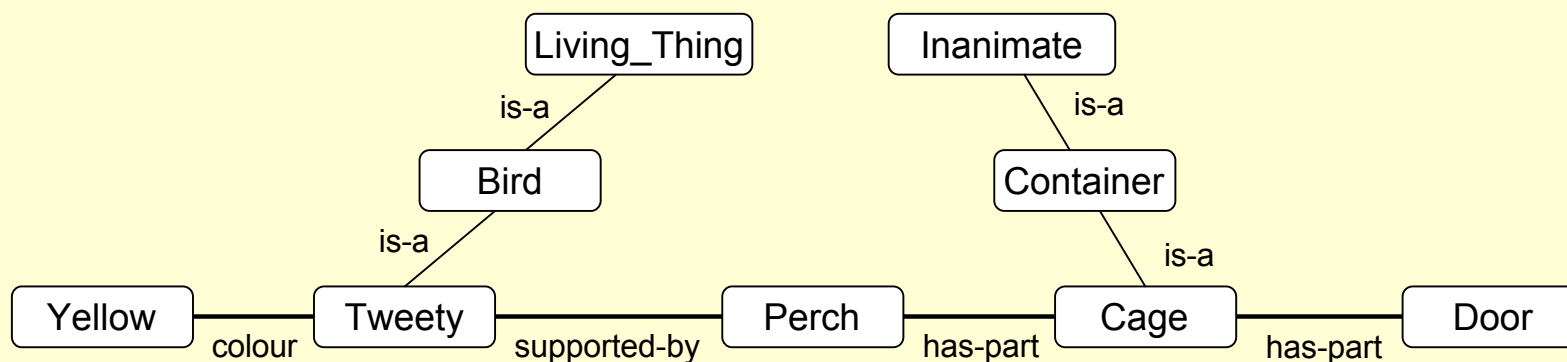 Living_Thing
Inanimate
is-a
is-a
Bird
Container
is-a
is-a
Yellow
Tweety
Perch
Cage
Door
colour
supported-by
has-part
has-part